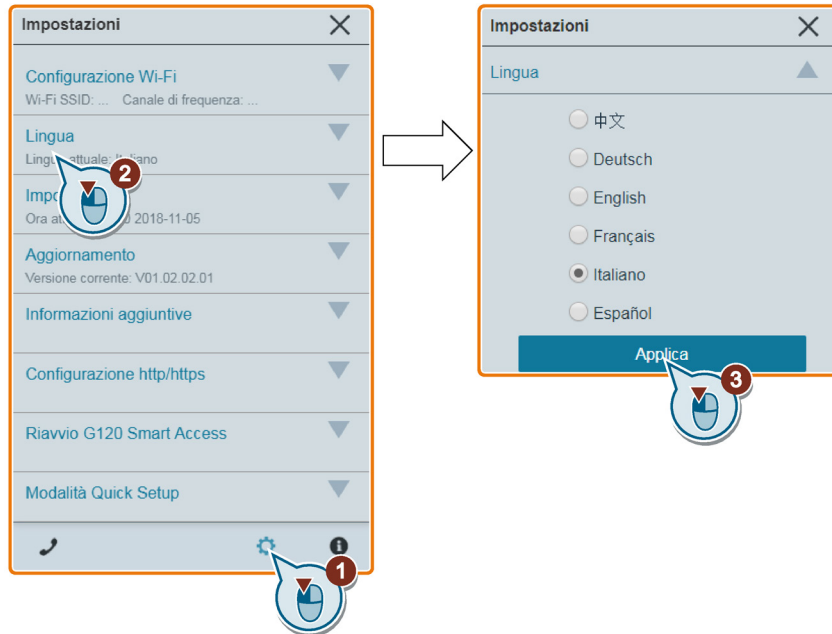 Impostazioni
Configurazione Wi-Fi
Wi-Fi SSID: ... Canale di frequenza: ...
Lingua
Lingua attuale: Italiano
2
Ora 2018-11-05
Aggiornamento
Versione corrente: V01.02.02.01
Informazioni aggiuntive
Configurazione http/https
Riavvio G120 Smart Access
Modalità Quick Setup
1
Impostazioni
Lingua
中文
Deutsch
English
Français
Italiano
Español
Applica
3